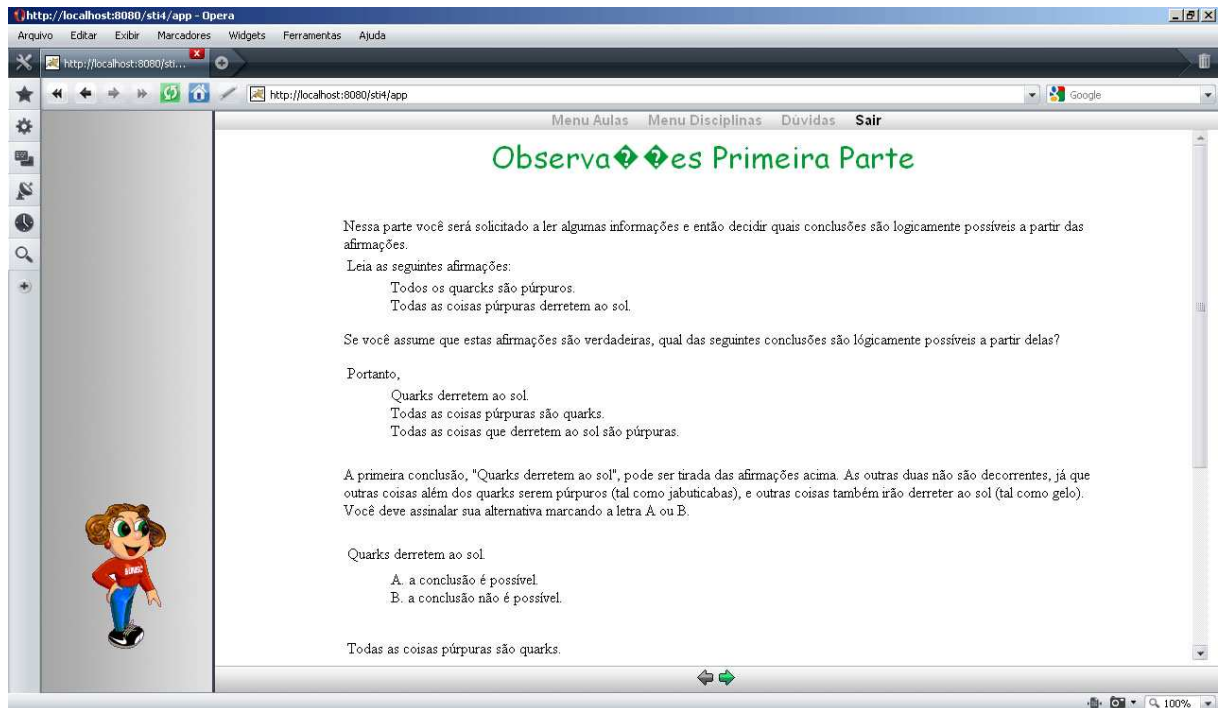 http://localhost:8080/sti4/app - Opera
Arquivo Editar Exibir Marcadores Widgets Ferramentas Ajuda
http://localhost:8080/sti...
http://localhost:8080/sti4/app
Google
Menu Aulas Menu Disciplinas Dúvidas Sair
Observa��es Primeira Parte
Nessa parte você será solicitado a ler algumas informações e então decidir quais conclusões são logicamente possíveis a partir das
afirmações.
Leia as seguintes afirmações:
Todos os quarcks são púrpuros.
Todas as coisas púrpuras derretem ao sol.
Se você assume que estas afirmações são verdadeiras, qual das seguintes conclusões são lógicamente possíveis a partir delas?
Portanto,
Quarks derretem ao sol.
Todas as coisas púrpuras são quarks.
Todas as coisas que derretem ao sol são púrpuras.
A primeira conclusão, "Quarks derretem ao sol", pode ser tirada das afirmações acima. As outras duas não são decorrentes, já que
outras coisas além dos quarks serem púrpuros (tal como jabuticabas), e outras coisas também irão derreter ao sol (tal como gelo).
Você deve assinalar sua alternativa marcando a letra A ou B.
Quarks derretem ao sol.
A. a conclusão é possível.
B. a conclusão não é possível.
Todas as coisas púrpuras são quarks.
100%